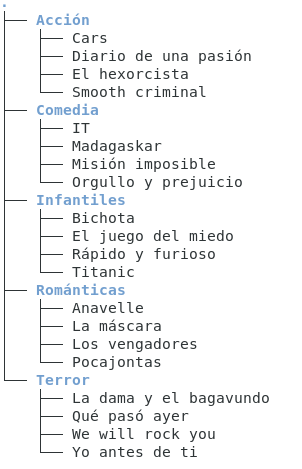 .
Acción
Cars
Diario de una pasión
El hexorcista
Smooth criminal
Comedia
IT
Madagaskar
Misión imposible
Orgullo y prejuicio
Infantiles
Bichota
El juego del miedo
Rápido y furioso
Titanic
Románticas
Anavelle
La máscara
Los vengadores
Pocajontas
Terror
La dama y el bagavundo
Qué pasó ayer
We will rock you
Yo antes de ti